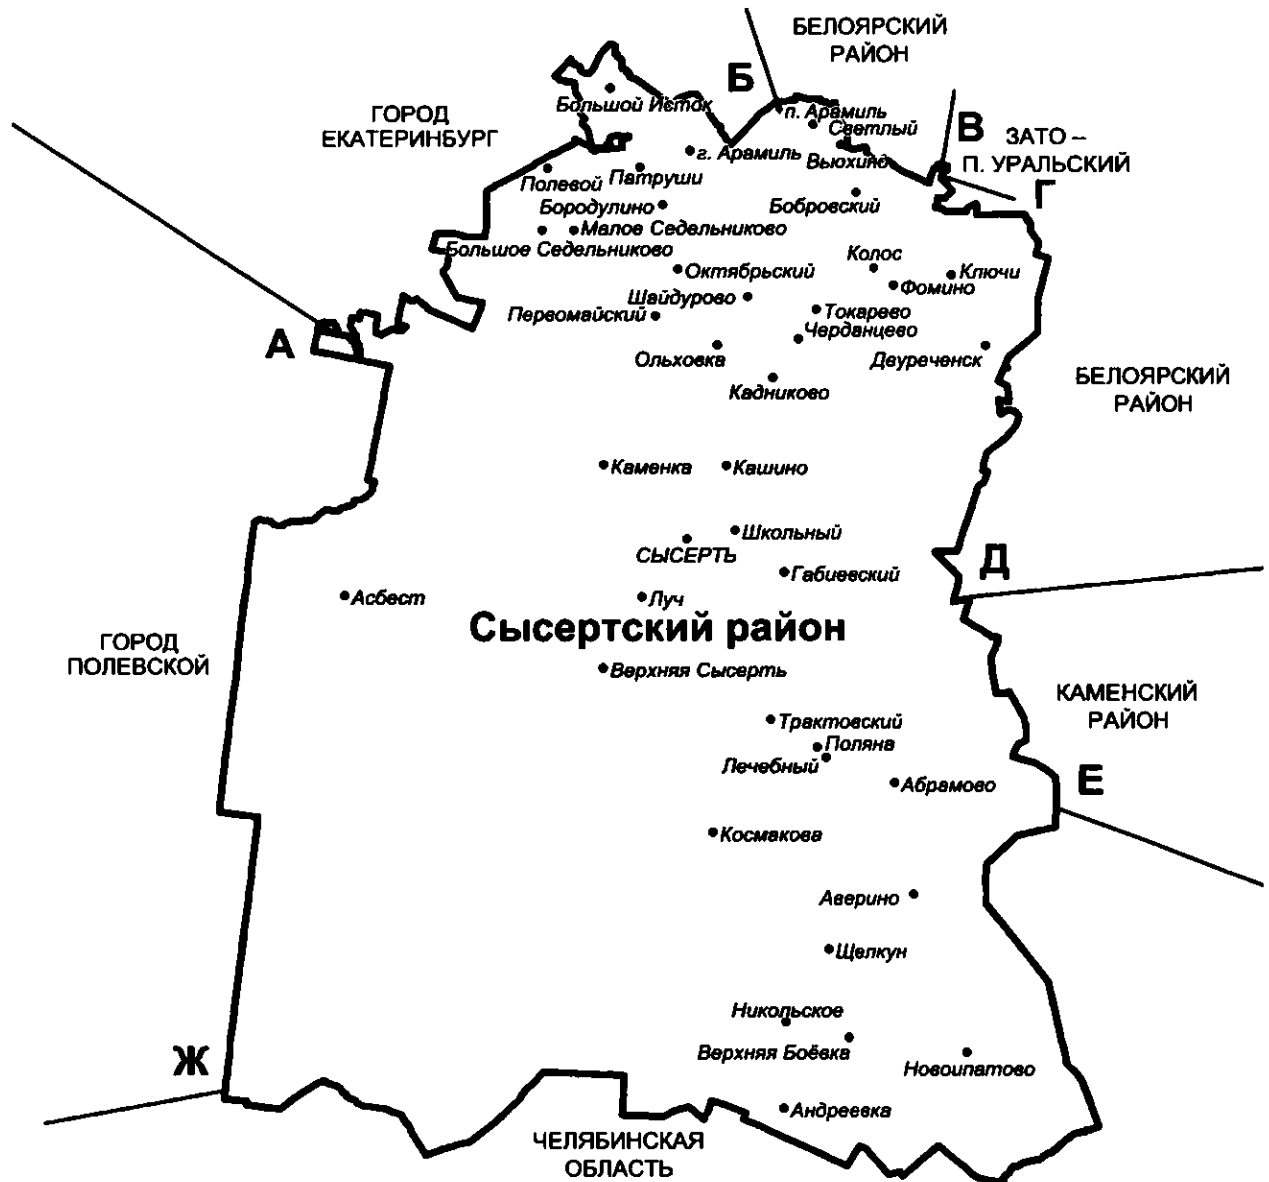 БЕЛОЯРСКИЙ
РАЙОН
Б
ГОРОД
ЕКАТЕРИНБУРГ
Большой Исток
п. Арамиль
Светлый
В
ЗАТО –
П. УРАЛЬСКИЙ
г. Арамиль
Вьюхино
Полевой
Патруши
Г
Бородулино
Бобровский
Малое Седельниково
Большое Седельниково
Колос
Октябрьский
Ключи
Фомино
Шайдурово
Первомайский
Токарево
Черданцево
А
Ольховка
Двуреченск
БЕЛОЯРСКИЙ
РАЙОН
Кадниково
Каменка
Кашино
Школьный
СЫСЕРТЬ
Д
Габиевский
Асбест
Луч
Сысертский район
ГОРОД
ПОЛЕВСКОЙ
Верхняя Сысерть
КАМЕНСКИЙ
РАЙОН
Трактовский
Поляна
Лечебный
Абрамово
Е
Космакова
Аверино
Щелкун
Никольское
Верхняя Боёвка
Ж
Новоипатово
Андреевка
ЧЕЛЯБИНСКАЯ
ОБЛАСТЬ